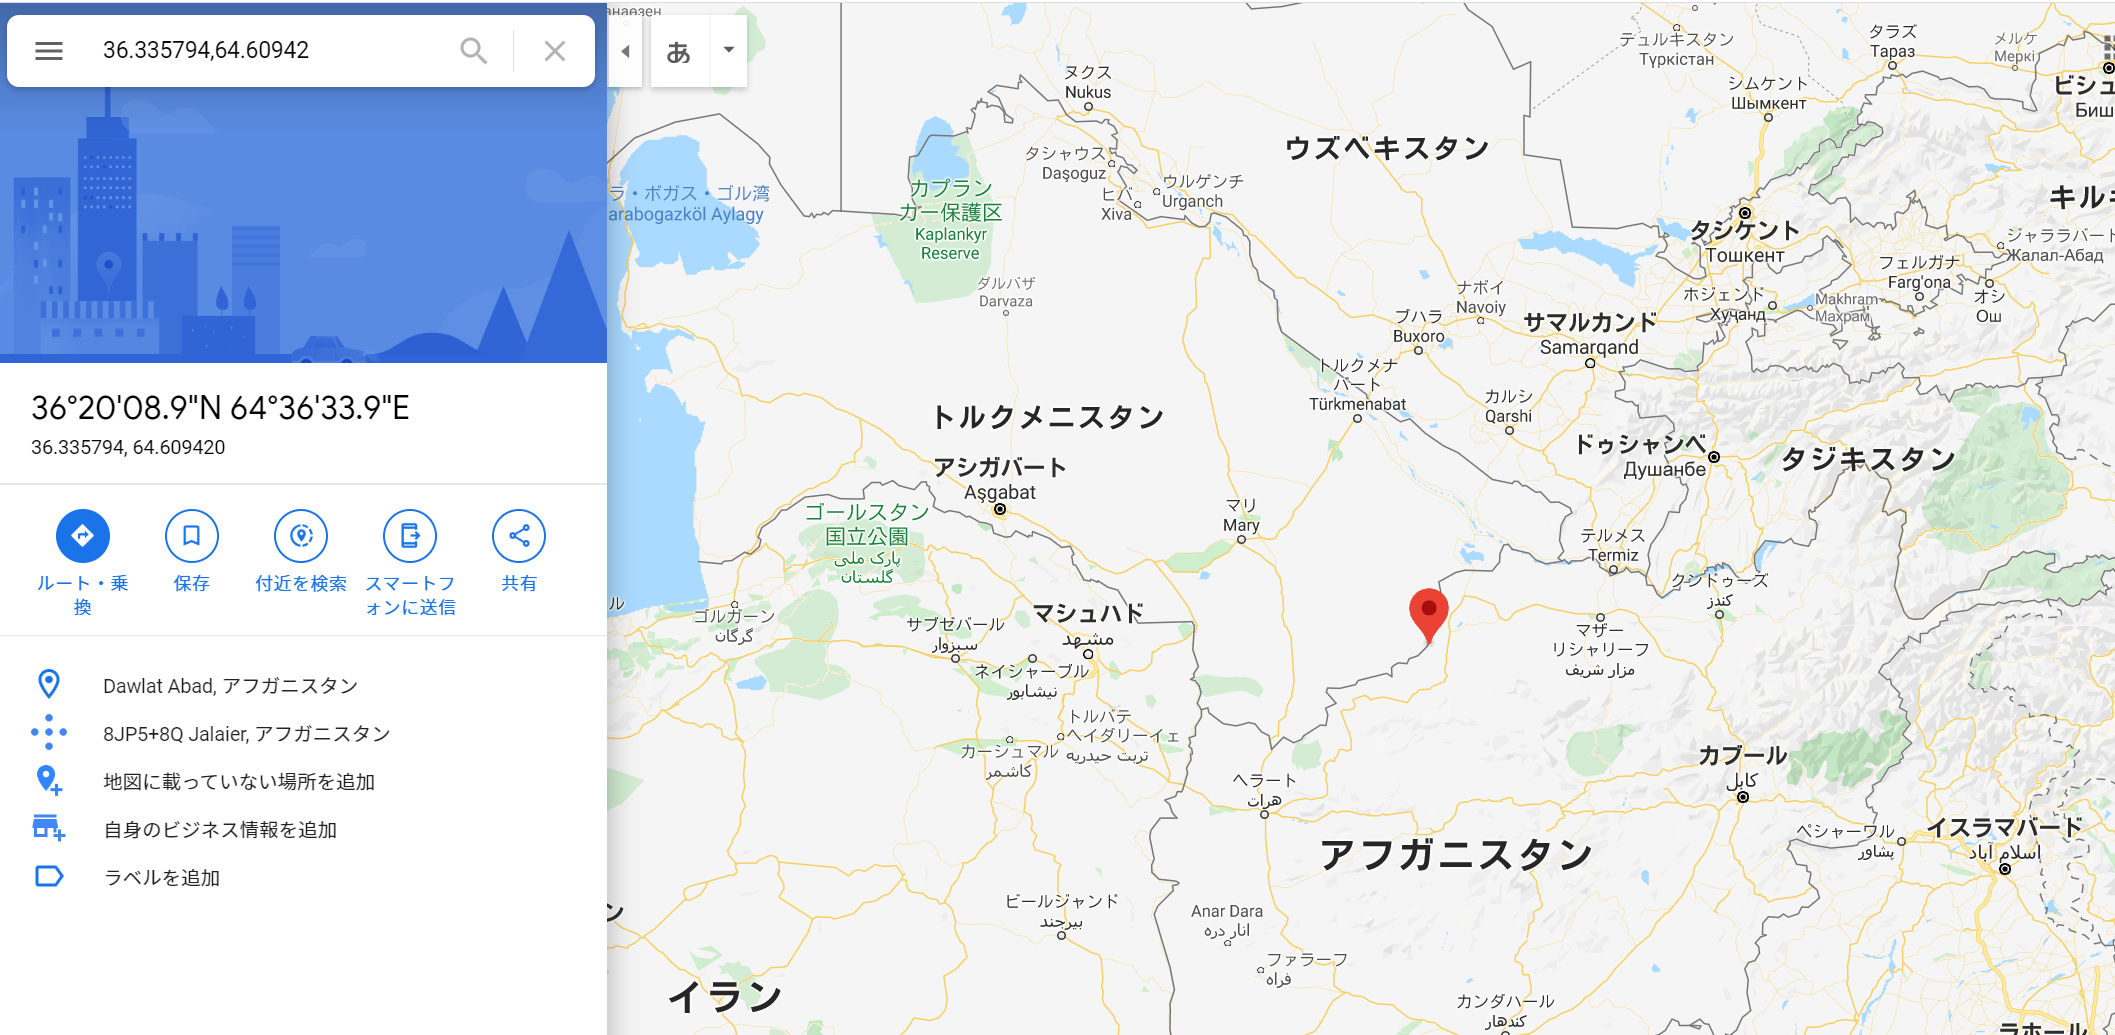 36.335794,64.60942
36°20'08.9"N 64°36'33.9"E
36.335794, 64.609420
ルート・乗
換
保存
付近を検索
スマートフ
ォンに送信
共有
Dawlat Abad, アフガニスタン
8JP5+8Q Jalaier, アフガニスタン
地図に載っていない場所を追加
自身のビジネス情報を追加
ラベルを追加
あ
ヌクス
Nukus
テュルキスタン
Түркістан
タラズ
Тараз
メルケ
Меркі
シムケント
Шымкент
ビシュ
Биш
ウズベキスタン
タシャウス
Daşoguz
ヒバ
Xiva
ウルゲンチ
Urganch
ラ・ボガス・ゴル湾
arabogazköl Aylagy
カプラン
カー保護区
Kaplankyr
Reserve
キル
タシケント
Тошкент
ジャララバード
Жалал-Абад
フェルガナ
Farg'ona
オシ
Ош
ダルバザ
Darvaza
ナボイ
Navoiy
ホジェンド
Хуҷанд
Makhram
Махрам
ブハラ
Buxoro
サマルカンド
Samarqand
トルクメナ
バート
Türkmenabat
カルシ
Qarshi
トルクメニスタン
ドゥシャンベ
Душанбе
タジキスタン
アシガバート
Aşgabat
ゴールスタン
国立公園
پارک ملی
گلستان
マリ
Mary
テルメズ
Termiz
クンドゥーズ
کندز
ル
ゴルガーン
گرگان
サブゼバール
سبزوار
マシュハド
مشهد
ネイシャーブル
نیشابور
マザー
リシャリーフ
مزار شریف
トルバテ
ヘイダリーイェ
تربت حیدریه
カーシュマル
کاشمر
ヘラート
هرات
カブール
کابل
アフガニスタン
ペシャーワル
پشاور
イスラマバード
اسلام آباد
ン
ビールジャンド
بیرجند
Anar Dara
انار دره
ファラーフ
فراه
イラン
カンダハール
کندهار
ラホール